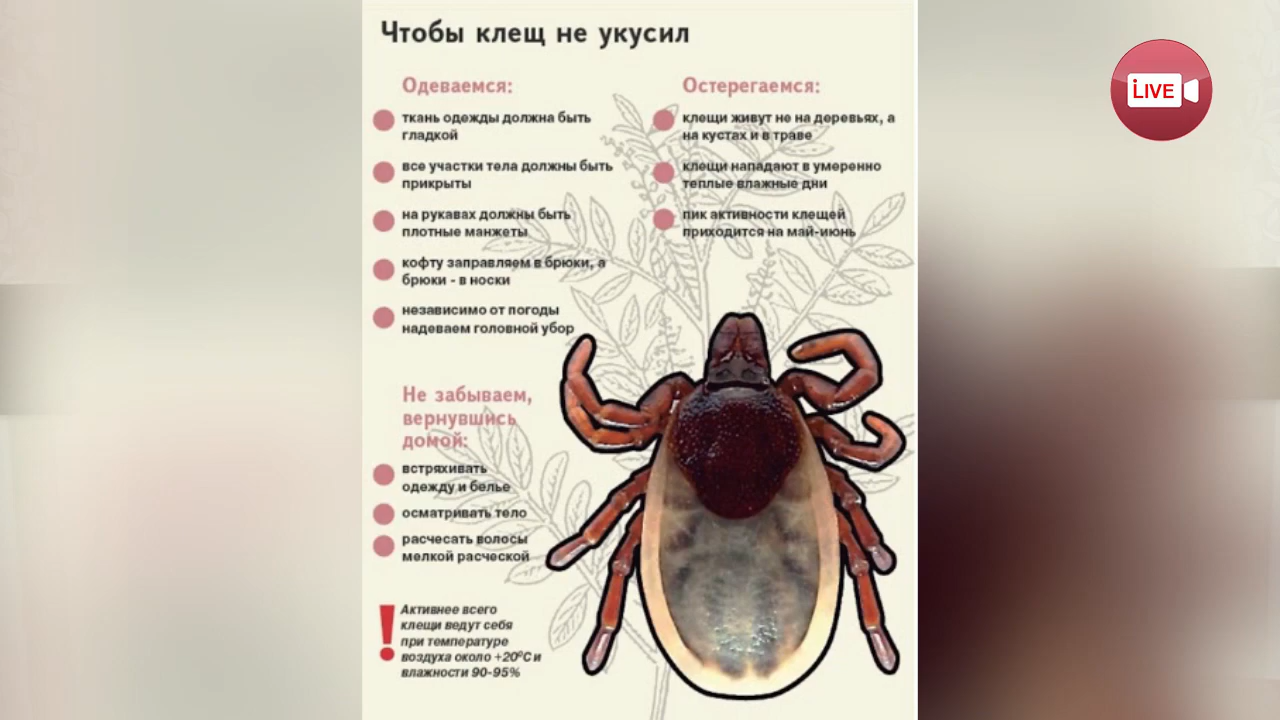 Чтобы клещ не укусил
Одеваемся:
ткань одежды должна быть
гладкой
все участки тела должны быть
прикрыты
на рукавах должны быть
плотные манжеты
кофту заправляем в брюки, а
брюки - в носки
независимо от погоды
надеваем головной убор
Остерегаемся:
клещи живут не на деревьях, а
на кустах и в траве
клещи нападают в умеренно
теплые влажные дни
пик активности клещей
приходится на май-июнь
Не забываем,
вернувшись
домой:
встряхивать
одежду и белье
осматривать тело
расчесать волосы
мелкой расческой
! Активнее всего
клещи ведут себя
при температуре
воздуха около +20°С и
влажности 90-95%
LIVE